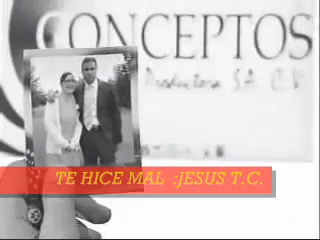 CONCEPTOS
Productora S.A. C.V.
TE HICE MAL :JESUS T.C.